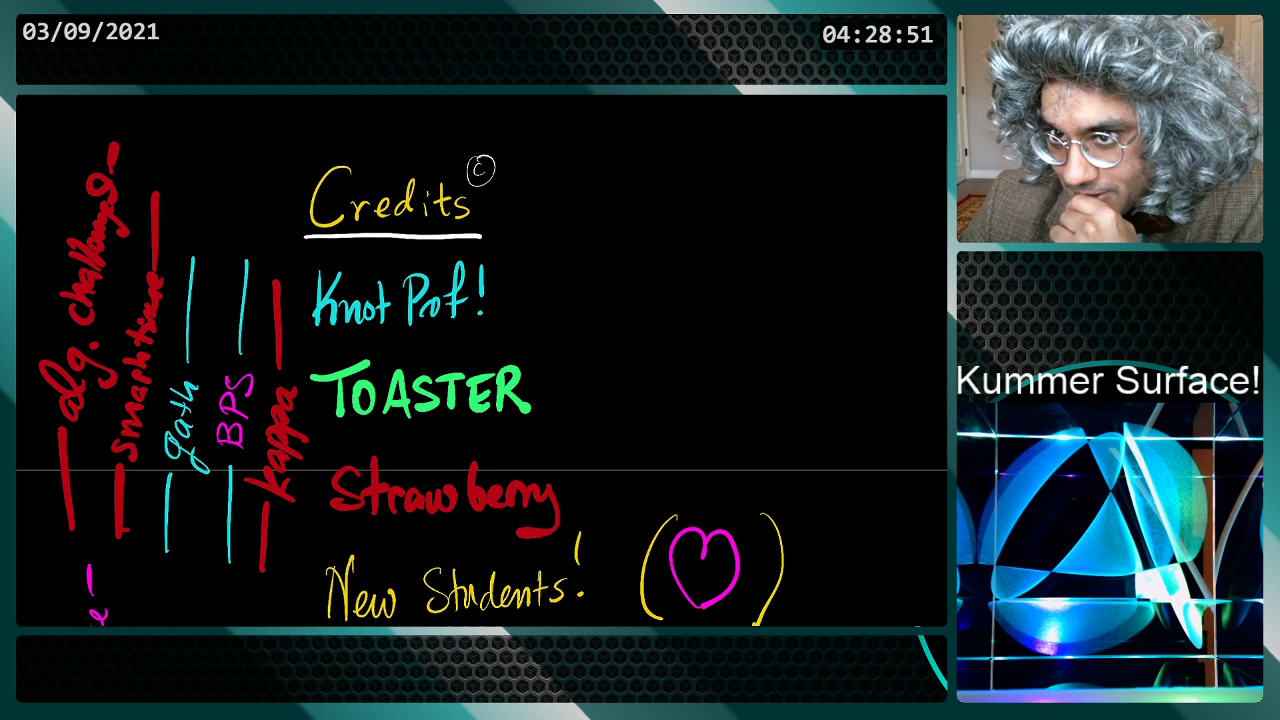 03/09/2021
04:28:51
Credits ©
Knot Prof!
TOASTER
Strawberry
New Students!
alg. challenge
smashtime
gath
BPS
kappa
Kummer Surface!